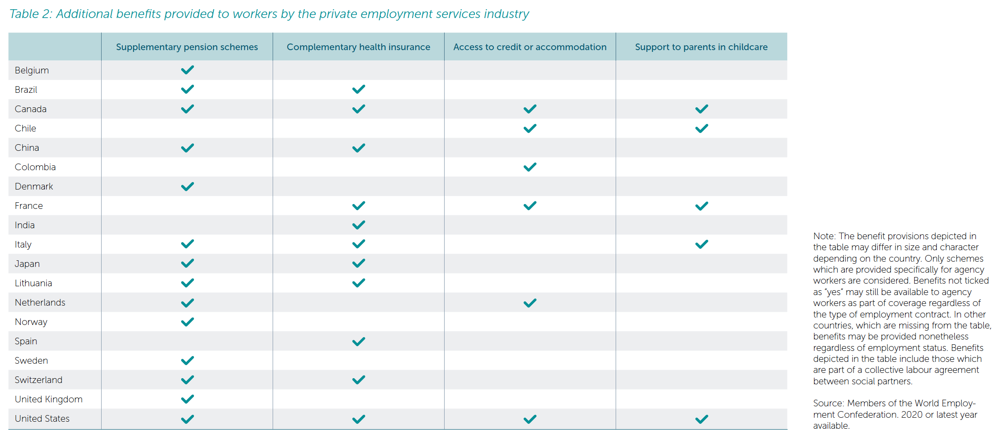 Table 2: Additional benefits provided to workers by the private employment services industry
Supplementary pension schemes Complementary health insurance Access to credit or accommodation Support to parents in childcare
Belgium ✔
Brazil ✔ ✔
Canada ✔ ✔ ✔ ✔
Chile ✔ ✔
China ✔ ✔
Colombia ✔
Denmark ✔
France ✔ ✔ ✔
India ✔
Italy ✔ ✔ ✔
Japan ✔ ✔
Lithuania ✔ ✔
Netherlands ✔ ✔
Norway ✔
Spain ✔
Sweden ✔
Switzerland ✔ ✔
United Kingdom ✔
United States ✔ ✔ ✔ ✔
Note: The benefit provisions depicted in
the table may differ in size and character
depending on the country. Only schemes
which are provided specifically for agency
workers are considered. Benefits not ticked
as “yes” may still be available to agency
workers as part of coverage regardless of
the type of employment contract. In other
countries, which are missing from the table,
benefits may be provided nonetheless
regardless of employment status. Benefits
depicted in the table include those which
are part of a collective labour agreement
between social partners.
Source: Members of the World Employ-
ment Confederation. 2020 or latest year
available.